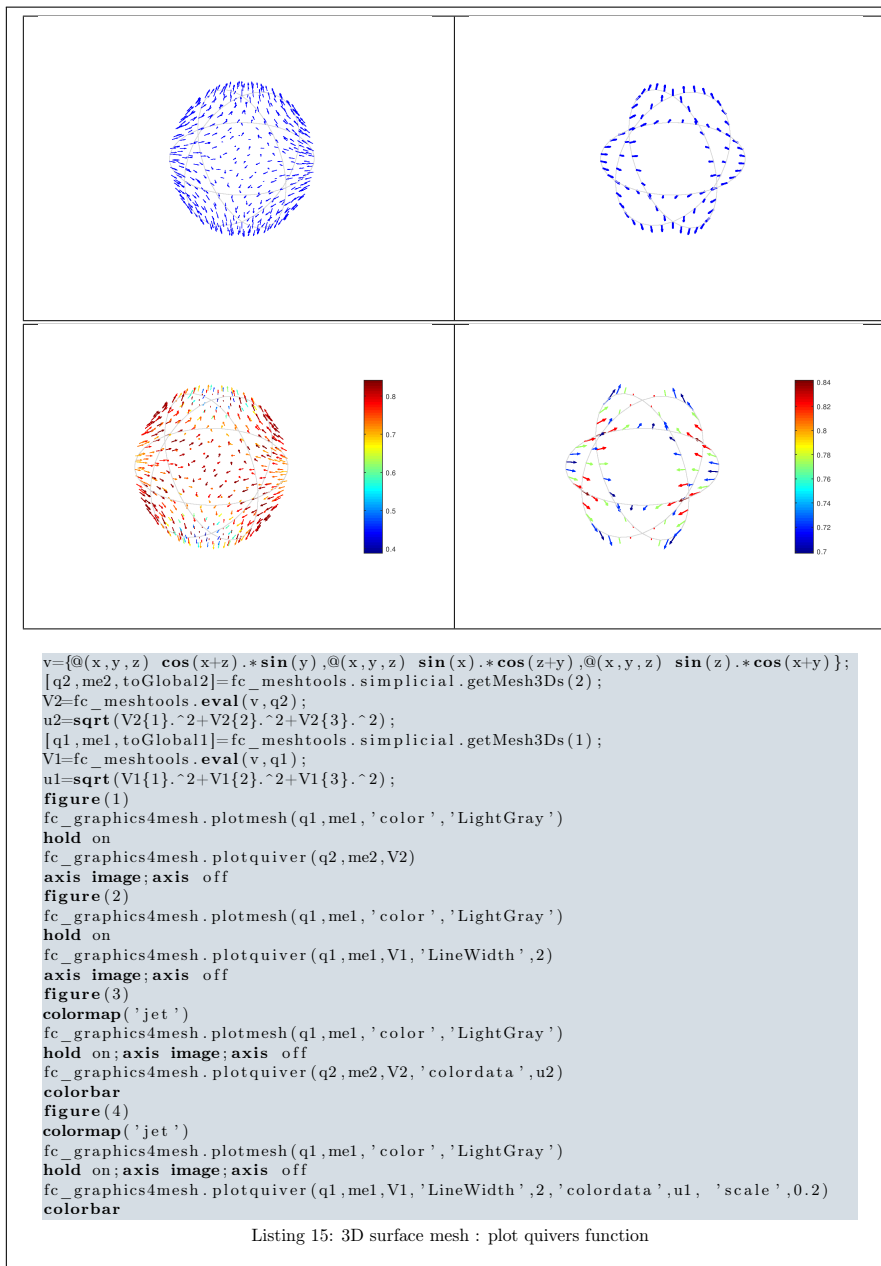 0.8
0.7
0.6
0.5
0.4
0.84
0.82
0.8
0.78
0.76
0.74
0.72
0.7
v={@(x,y,z) cos(x+z).*sin(y),@(x,y,z) sin(x).*cos(z+y),@(x,y,z) sin(z).*cos(x+y)};
[q2,me2,toGlobal2]=fc_meshtools.simplicial.getMesh3Ds(2);
V2=fc_meshtools.eval(v,q2);
u2=sqrt(V2{1}.^2+V2{2}.^2+V2{3}.^2);
[q1,me1,toGlobal1]=fc_meshtools.simplicial.getMesh3Ds(1);
V1=fc_meshtools.eval(v,q1);
u1=sqrt(V1{1}.^2+V1{2}.^2+V1{3}.^2);
figure(1)
fc_graphics4mesh.plotmesh(q1,me1,'color','LightGray')
hold on
fc_graphics4mesh.plotquiver(q2,me2,V2)
axis image;axis off
figure(2)
fc_graphics4mesh.plotmesh(q1,me1,'color','LightGray')
hold on
fc_graphics4mesh.plotquiver(q1,me1,V1,'LineWidth',2)
axis image;axis off
figure(3)
colormap('jet')
fc_graphics4mesh.plotmesh(q1,me1,'color','LightGray')
hold on;axis image;axis off
fc_graphics4mesh.plotquiver(q2,me2,V2,'colordata',u2)
colorbar
figure(4)
colormap('jet')
fc_graphics4mesh.plotmesh(q1,me1,'color','LightGray')
hold on;axis image;axis off
fc_graphics4mesh.plotquiver(q1,me1,V1,'LineWidth',2,'colordata',u1, 'scale',0.2)
colorbar
Listing 15: 3D surface mesh : plot quivers function